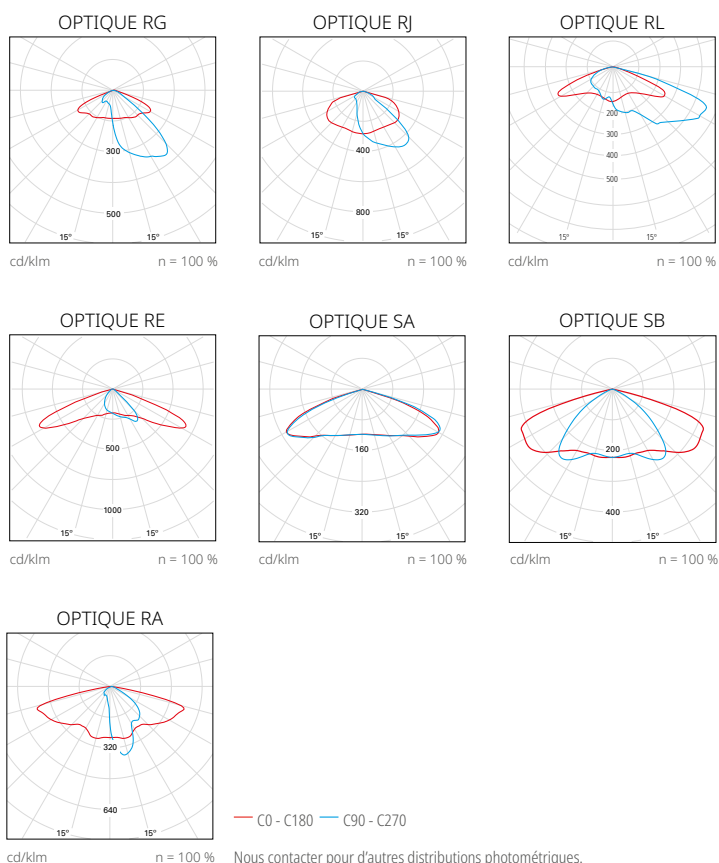 OPTIQUE RG
OPTIQUE RJ
OPTIQUE RL
300
500
15° 15°
400
800
15° 15°
200
300
400
500
15° 15°
cd/klm n = 100 %
cd/klm n = 100 %
cd/klm n = 100 %
OPTIQUE RE
OPTIQUE SA
OPTIQUE SB
500
1000
15° 15°
160
320
15° 15°
200
400
15° 15°
cd/klm n = 100 %
cd/klm n = 100 %
cd/klm n = 100 %
OPTIQUE RA
320
640
15° 15°
cd/klm n = 100 %
C0 - C180 C90 - C270
Nous contacter pour d'autres distributions photométriques.